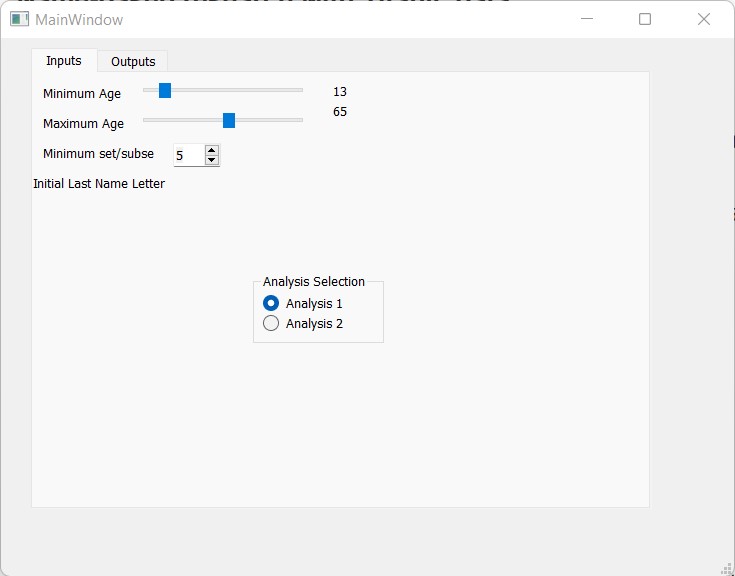 MainWindow
Inputs Outputs
Minimum Age 13
Maximum Age 65
Minimum set/subse 5
Initial Last Name Letter
Analysis Selection
Analysis 1
Analysis 2